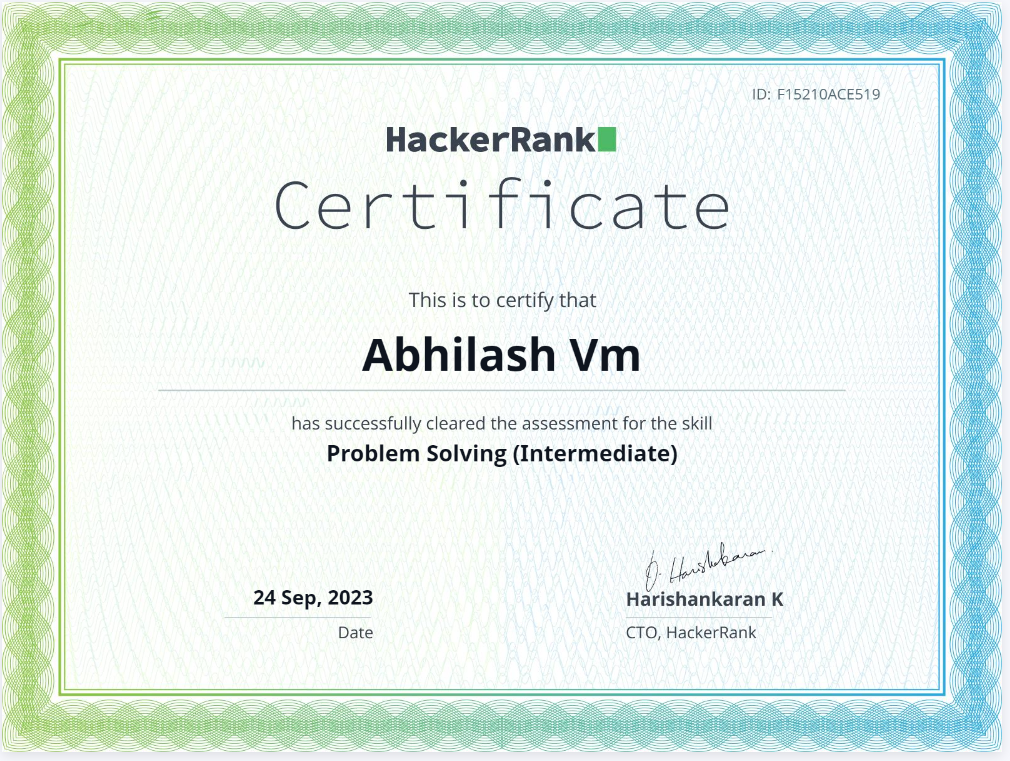 ID: F15210ACE519
HackerRank
Certificate
This is to certify that
Abhilash Vm
has successfully cleared the assessment for the skill
Problem Solving (Intermediate)
24 Sep, 2023
Date
D. Harishankaran
Harishankaran K
CTO, HackerRank